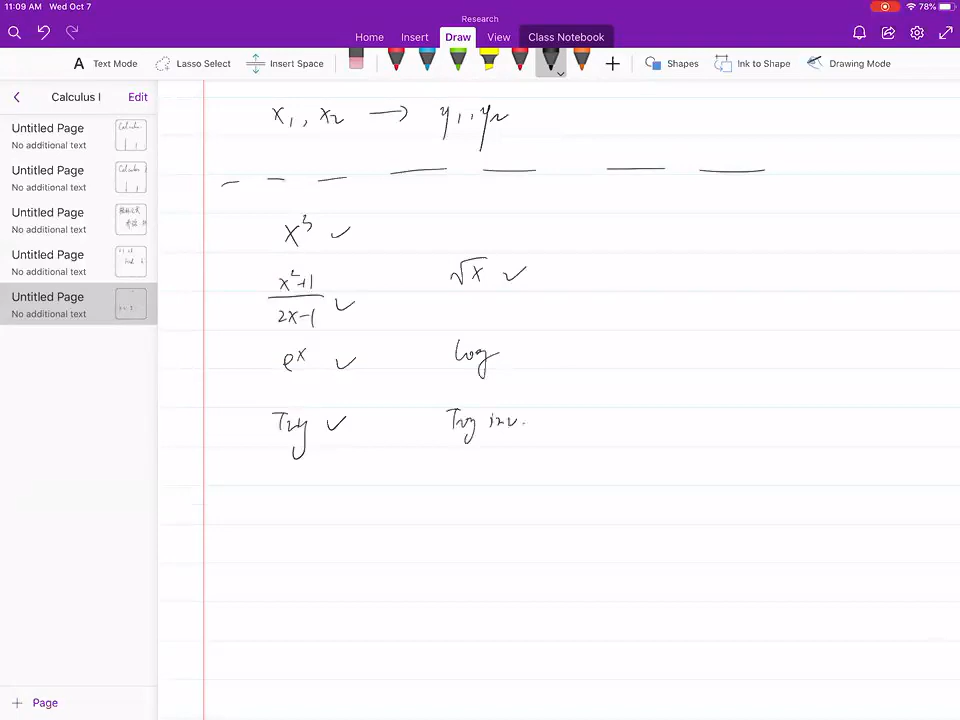 11:09 AM Wed Oct 7
78%
Research
Home Insert Draw View Class Notebook
A Text Mode Lasso Select Insert Space Shapes Ink to Shape Drawing Mode
Calculus I Edit
Untitled Page
No additional text
Untitled Page
No additional text
Untitled Page
No additional text
Untitled Page
No additional text
Untitled Page
No additional text
+ Page
x₁, x₂ → y₁, y₂
x³ ✓
x²+1
2x-1 ✓
√x ✓
eˣ ✓ log
Trg ✓ Trg inv.